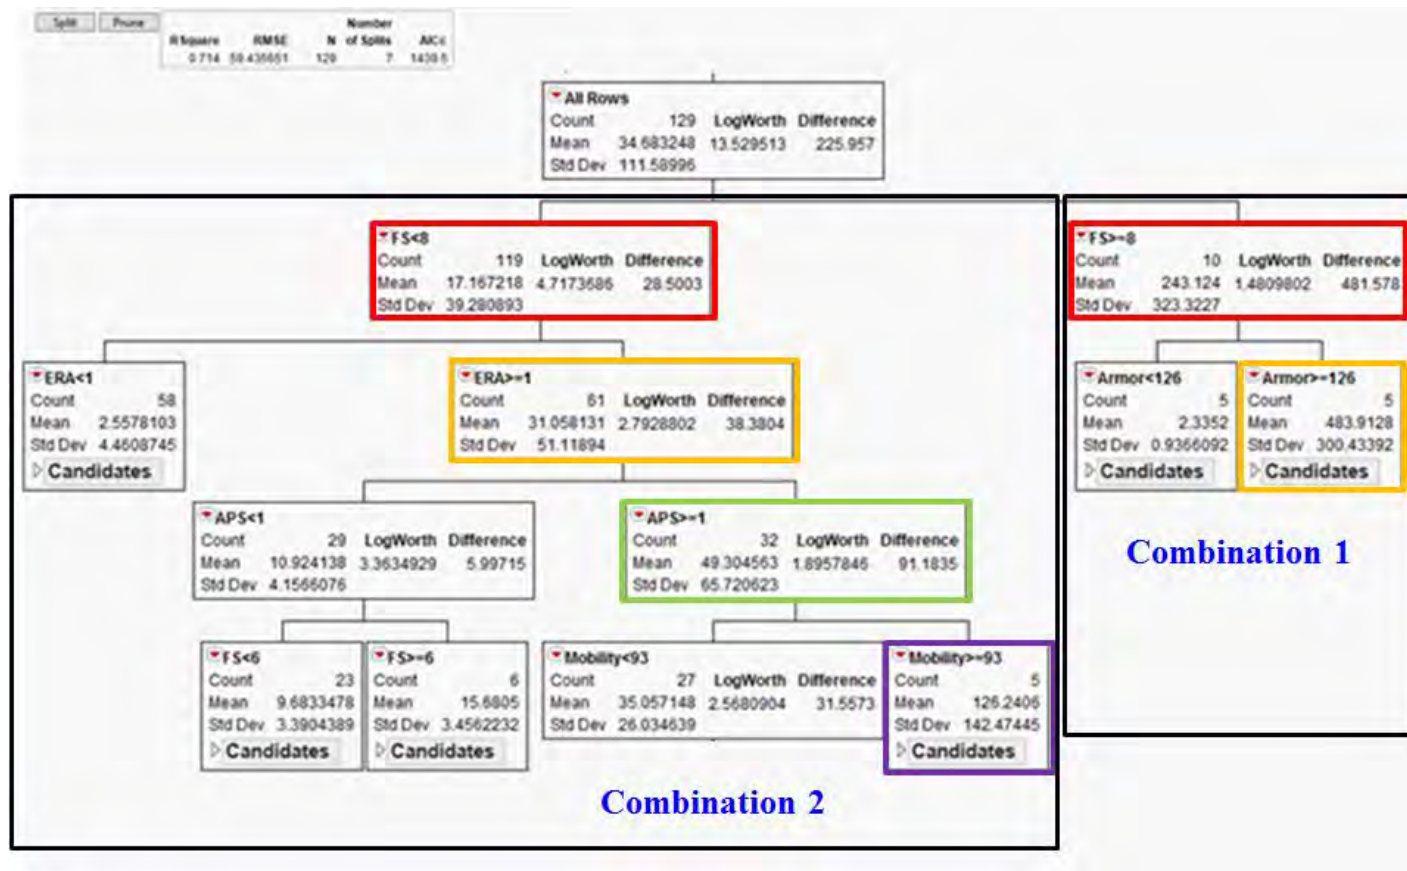 Split Prune
Number
RSquare RMSE N of Splits AICc
0.714 59.435651 129 7 1439.5
All Rows
Count 129 LogWorth Difference
Mean 34.683248 13.529513 225.957
Std Dev 111.58996
FS<8
Count 119 LogWorth Difference
Mean 17.167218 4.7173686 28.5003
Std Dev 39.280893
FS>=8
Count 10 LogWorth Difference
Mean 243.124 1.4809802 481.578
Std Dev 323.3227
ERA<1
Count 58
Mean 2.5578103
Std Dev 4.4608745
Candidates
ERA>=1
Count 61 LogWorth Difference
Mean 31.058131 2.7928802 38.3804
Std Dev 51.11894
Armor<126
Count 5
Mean 2.3352
Std Dev 0.9366092
Candidates
Armor>=126
Count 5
Mean 483.9128
Std Dev 300.43392
Candidates
APS<1
Count 29 LogWorth Difference
Mean 10.924138 3.3634929 5.99715
Std Dev 4.1566076
APS>=1
Count 32 LogWorth Difference
Mean 49.304563 1.8957846 91.1835
Std Dev 65.720623
Combination 1
FS<6
Count 23
Mean 9.6833478
Std Dev 3.3904389
Candidates
FS>=6
Count 6
Mean 15.6805
Std Dev 3.4562232
Candidates
Mobility<93
Count 27 LogWorth Difference
Mean 35.057148 2.5680904 31.5573
Std Dev 26.034639
Mobility>=93
Count 5
Mean 126.2406
Std Dev 142.47445
Candidates
Combination 2